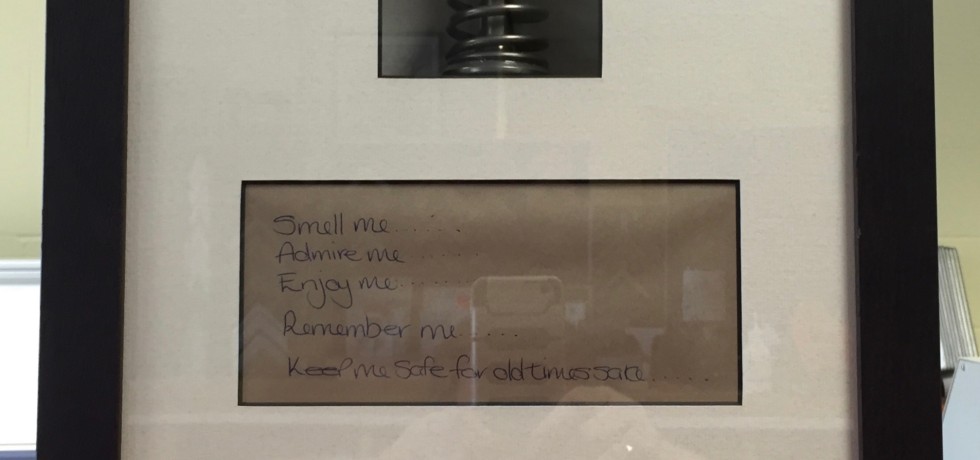 Smell me......
Admire me......
Enjoy me......
Remember me......
Keep me safe for old times sake.....